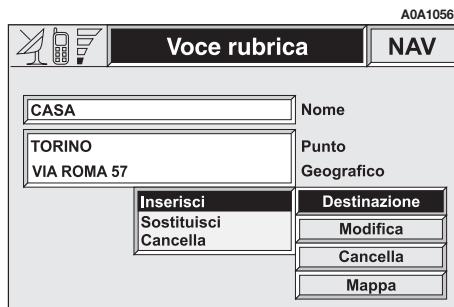 A0A1056
Voce rubrica
NAV
CASA
Nome
TORINO
VIA ROMA 57
Punto
Geografico
Inserisci
Sostituisci
Cancella
Destinazione
Modifica
Cancella
Mappa